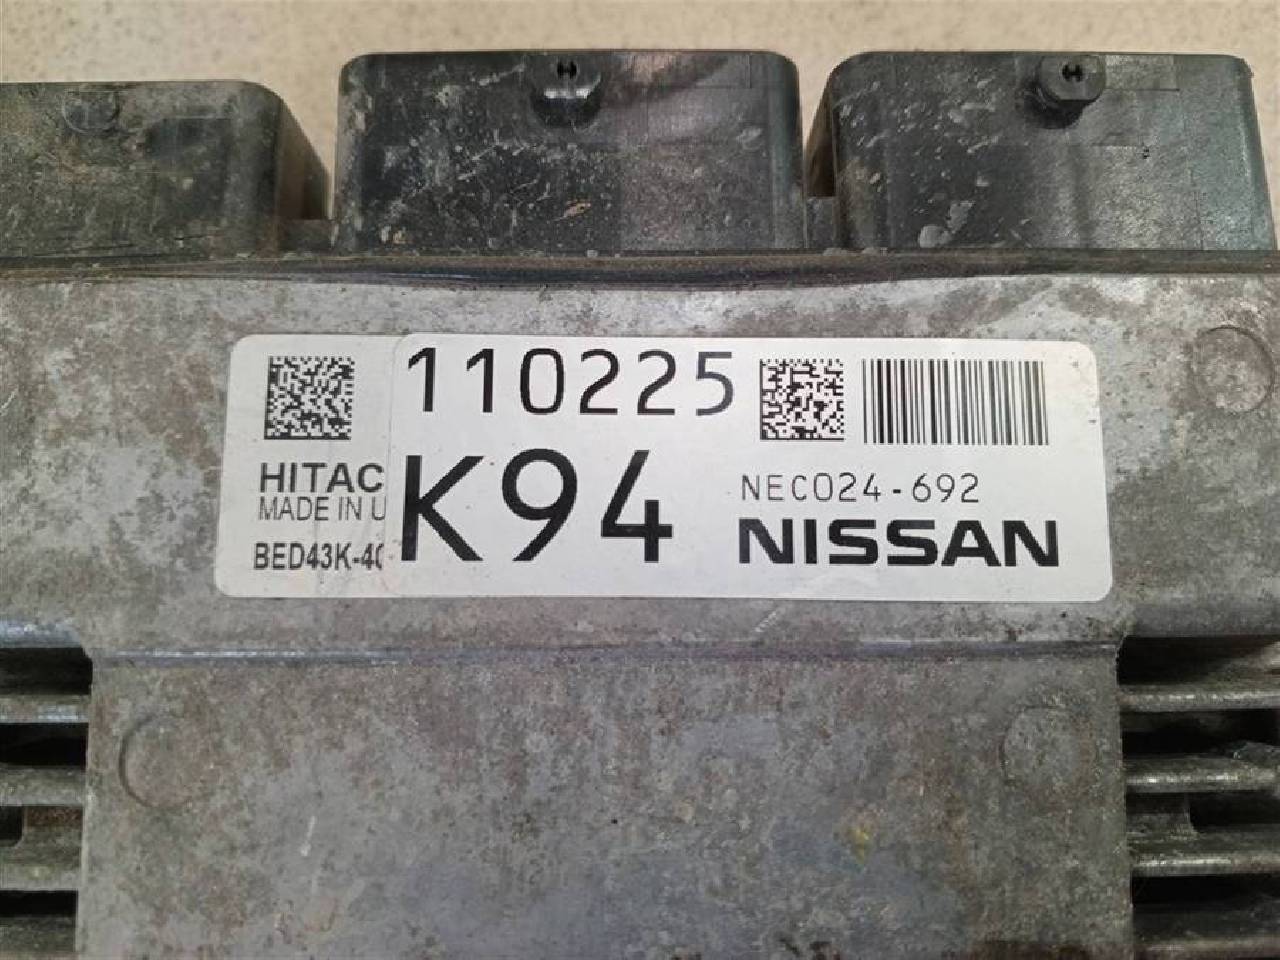 110225
K94
NEC024-692
NISSAN
HITAC
MADE IN U
BED43K-40